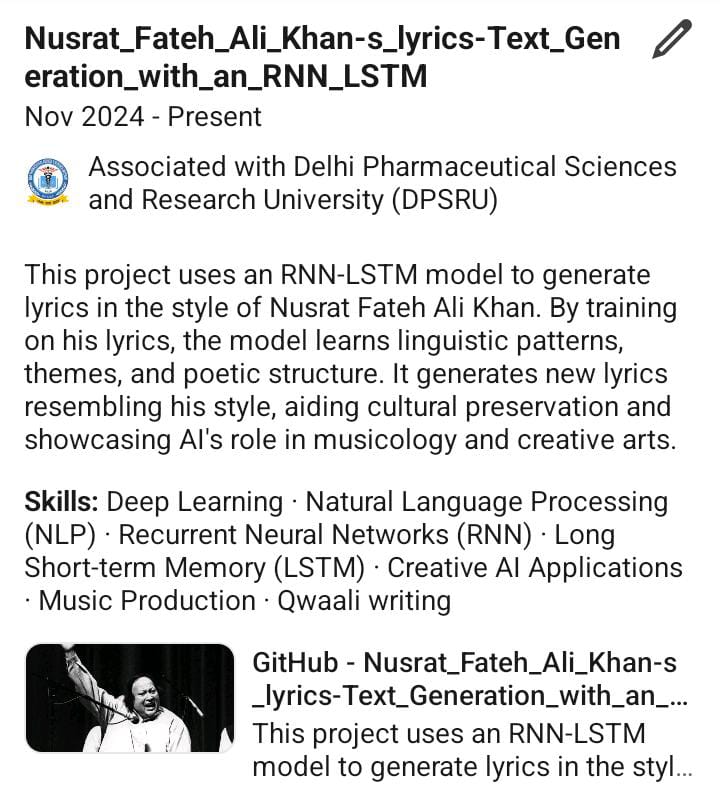 Nusrat_Fateh_Ali_Khan-s_lyrics-Text_Gen
eration_with_an_RNN_LSTM
Nov 2024 - Present
Associated with Delhi Pharmaceutical Sciences
and Research University (DPSRU)
This project uses an RNN-LSTM model to generate
lyrics in the style of Nusrat Fateh Ali Khan. By training
on his lyrics, the model learns linguistic patterns,
themes, and poetic structure. It generates new lyrics
resembling his style, aiding cultural preservation and
showcasing AI's role in musicology and creative arts.
Skills: Deep Learning · Natural Language Processing
(NLP) · Recurrent Neural Networks (RNN) · Long
Short-term Memory (LSTM) · Creative AI Applications
· Music Production · Qwaali writing
GitHub - Nusrat_Fateh_Ali_Khan-s
_lyrics-Text_Generation_with_an_...
This project uses an RNN-LSTM
model to generate lyrics in the styl...